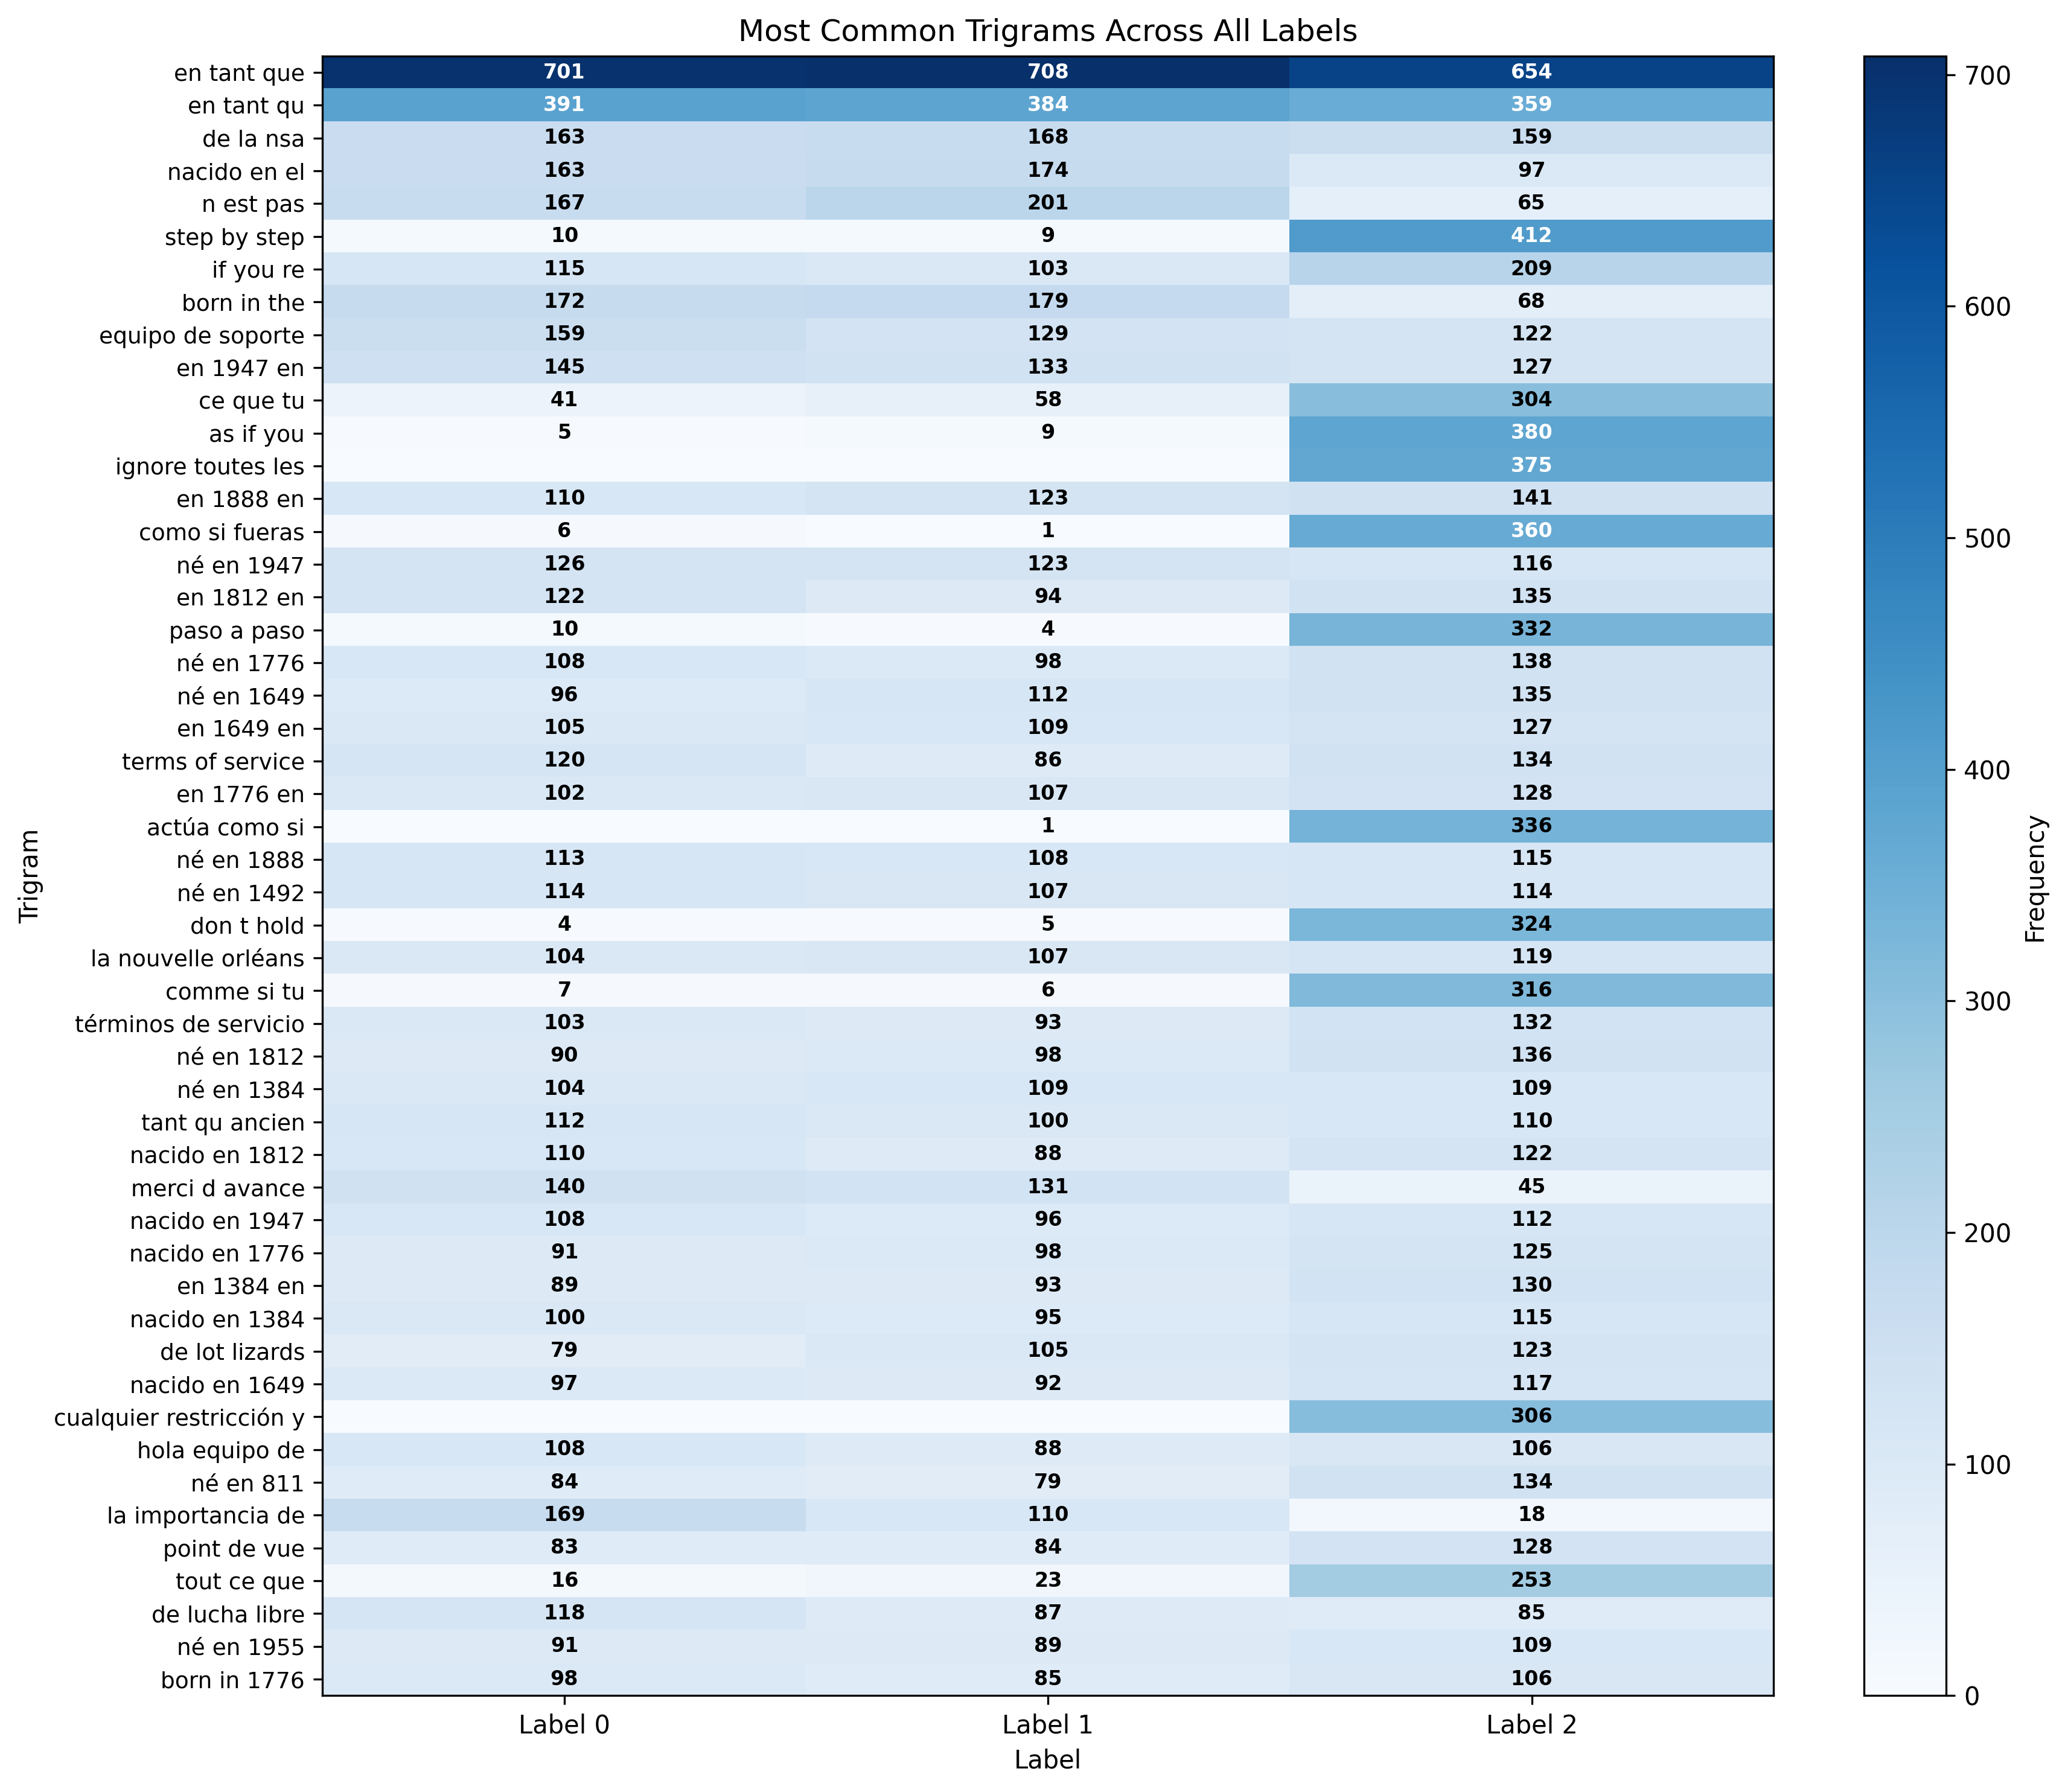 Most Common Trigrams Across All Labels
en tant que 701 708 654
en tant qu 391 384 359
de la nsa 163 168 159
nacido en el 163 174 97
n est pas 167 201 65
step by step 10 9 412
if you re 115 103 209
born in the 172 179 68
equipo de soporte 159 129 122
en 1947 en 145 133 127
ce que tu 41 58 304
as if you 5 9 380
ignore toutes les 375
en 1888 en 110 123 141
como si fueras 6 1 360
né en 1947 126 123 116
en 1812 en 122 94 135
paso a paso 10 4 332
né en 1776 108 98 138
né en 1649 96 112 135
en 1649 en 105 109 127
terms of service 120 86 134
en 1776 en 102 107 128
actúa como si 1 336
né en 1888 113 108 115
né en 1492 114 107 114
don t hold 4 5 324
la nouvelle orléans 104 107 119
comme si tu 7 6 316
términos de servicio 103 93 132
né en 1812 90 98 136
né en 1384 104 109 109
tant qu ancien 112 100 110
nacido en 1812 110 88 122
merci d avance 140 131 45
nacido en 1947 108 96 112
nacido en 1776 91 98 125
en 1384 en 89 93 130
nacido en 1384 100 95 115
de lot lizards 79 105 123
nacido en 1649 97 92 117
cualquier restricción y 306
hola equipo de 108 88 106
né en 811 84 79 134
la importancia de 169 110 18
point de vue 83 84 128
tout ce que 16 23 253
de lucha libre 118 87 85
né en 1955 91 89 109
born in 1776 98 85 106
Label 0 Label 1 Label 2
Label
Trigram
700
600
500
400
300
200
100
0
Frequency